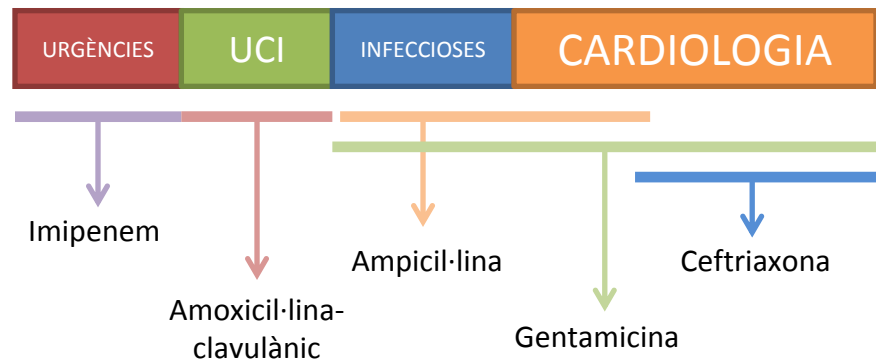 URGÈNCIES
UCI
INFECCIOSES
CARDIOLOGIA
Imipenem
Amoxicil·lina-
clavulànic
Ampicil·lina
Gentamicina
Ceftriaxona